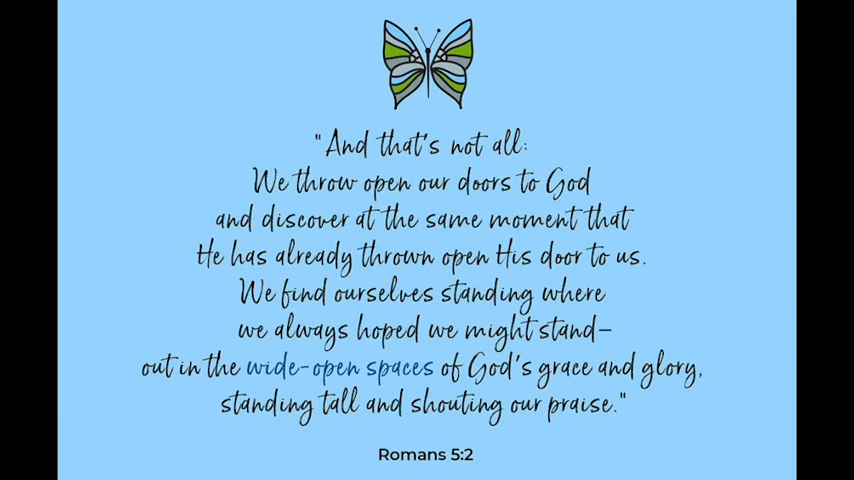 "And that's not all:
We throw open our doors to God
and discover at the same moment that
He has already thrown open His door to us.
We find ourselves standing where
we always hoped we might stand–
out in the wide-open spaces of God's grace and glory,
standing tall and shouting our praise."
Romans 5:2